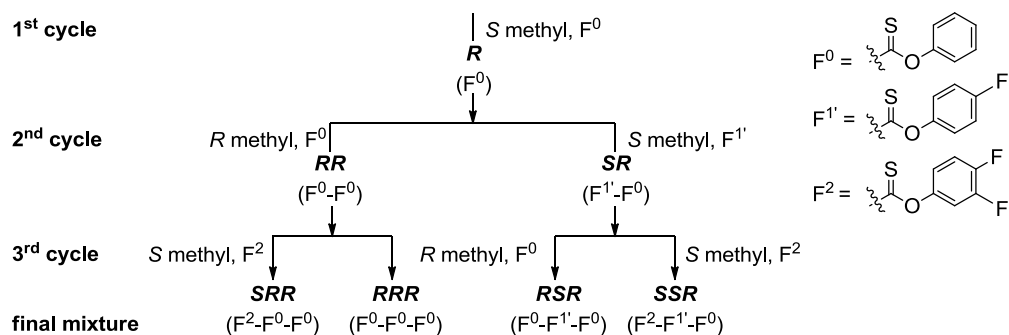 1st cycle
S methyl, F0
R
(F0)
2nd cycle
R methyl, F0
S methyl, F1'
RR
SR
(F0-F0)
(F1'-F0)
3rd cycle
S methyl, F2
R methyl, F0
S methyl, F2
SRR
RRR
RSR
SSR
final mixture
(F2-F0-F0)
(F0-F0-F0)
(F0-F1'-F0)
(F2-F1'-F0)
F0 =
S
O
F1' =
S
O
F
F2 =
S
O
F
F